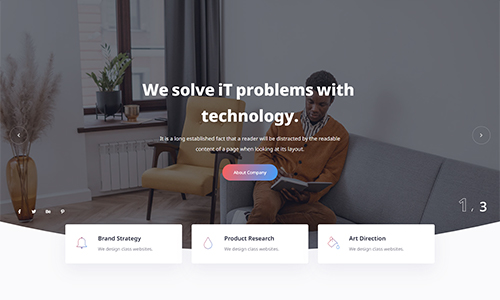 We solve iT problems with
technology.
It is a long established fact that a reader will be distracted by the readable
content of a page when looking at its layout.
About Company
1 / 3
Brand Strategy
We design class websites.
Product Research
We design class websites.
Art Direction
We design class websites.